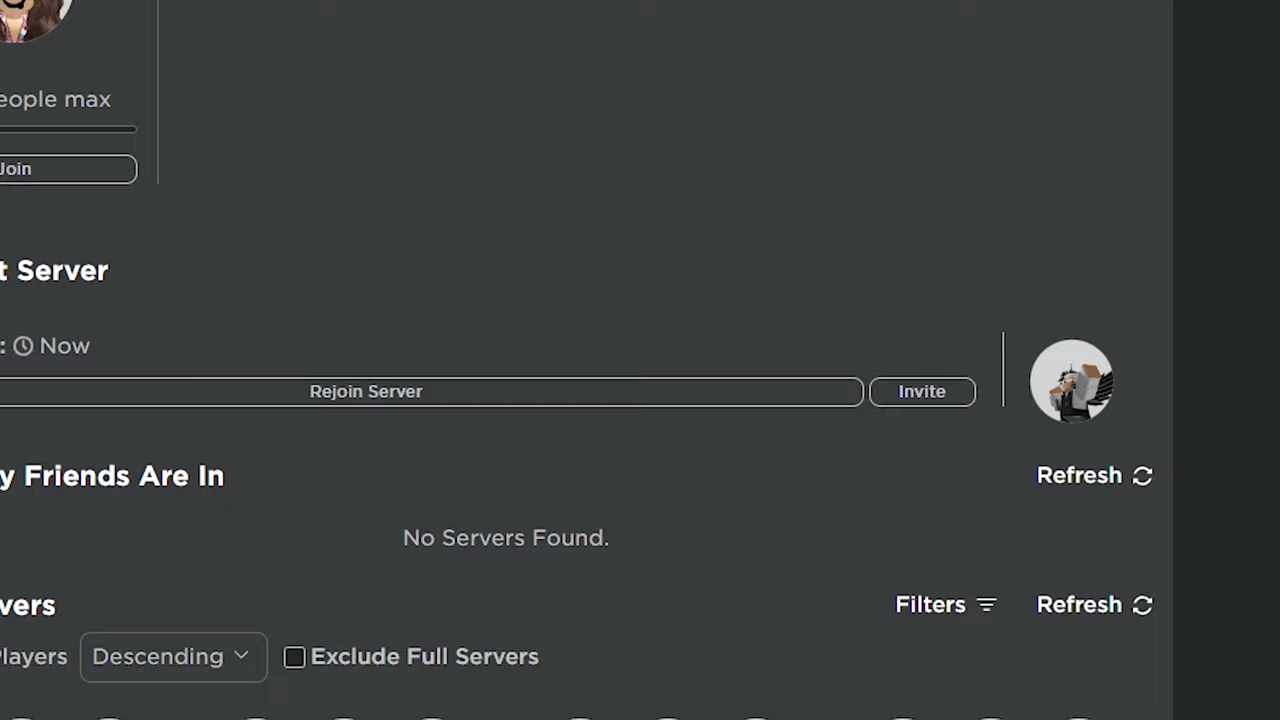 eople max
Join
t Server
: Now
Rejoin Server Invite
y Friends Are In Refresh
No Servers Found.
vers Filters Refresh
Players Descending Exclude Full Servers